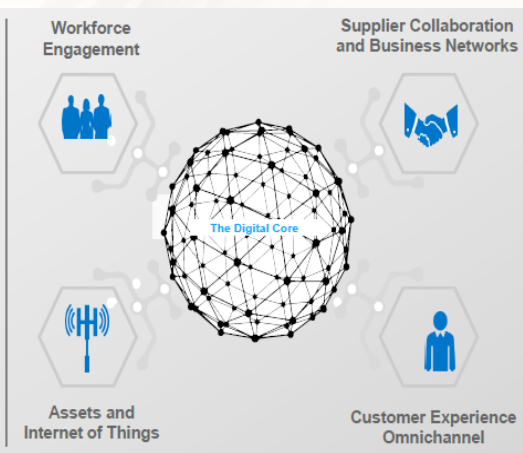 Workforce
Engagement
Supplier Collaboration
and Business Networks
The Digital Core
Assets and
Internet of Things
Customer Experience
Omnichannel